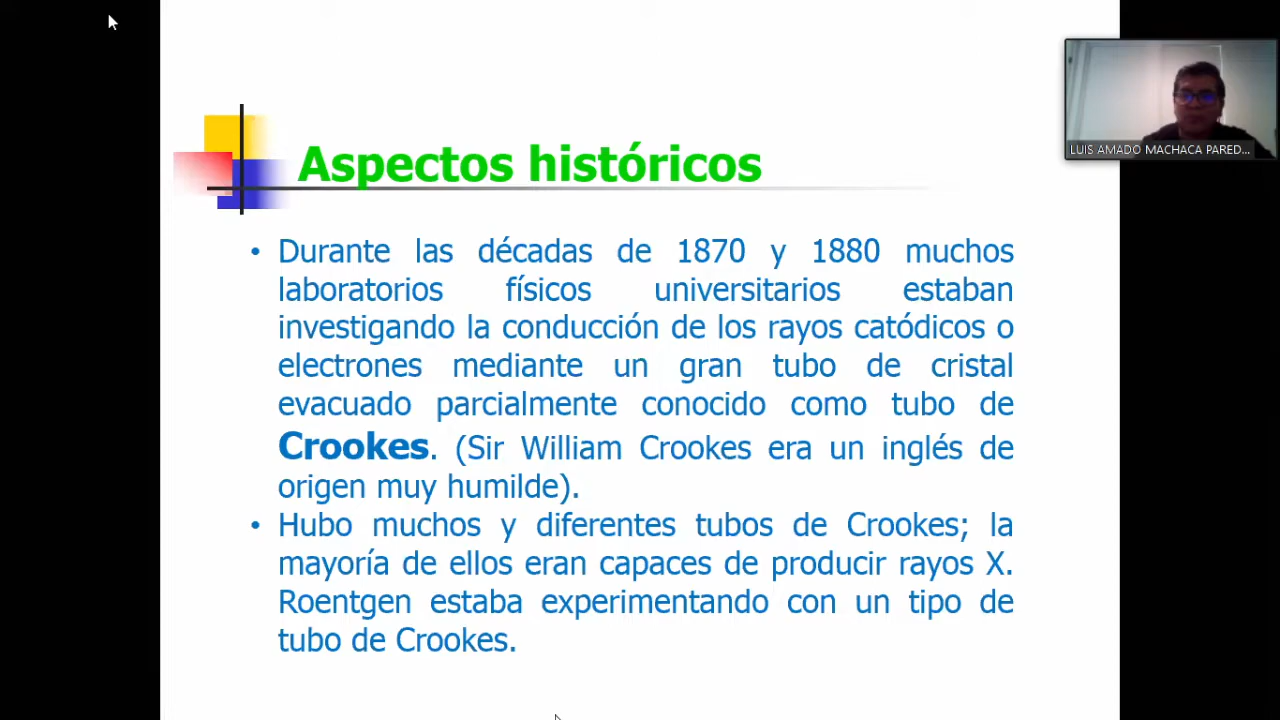 Aspectos históricos
• Durante las décadas de 1870 y 1880 muchos
laboratorios físicos universitarios estaban
investigando la conducción de los rayos catódicos o
electrones mediante un gran tubo de cristal
evacuado parcialmente conocido como tubo de
Crookes. (Sir William Crookes era un inglés de
origen muy humilde).
• Hubo muchos y diferentes tubos de Crookes; la
mayoría de ellos eran capaces de producir rayos X.
Roentgen estaba experimentando con un tipo de
tubo de Crookes.
LUIS AMADO MACHACA PARED...